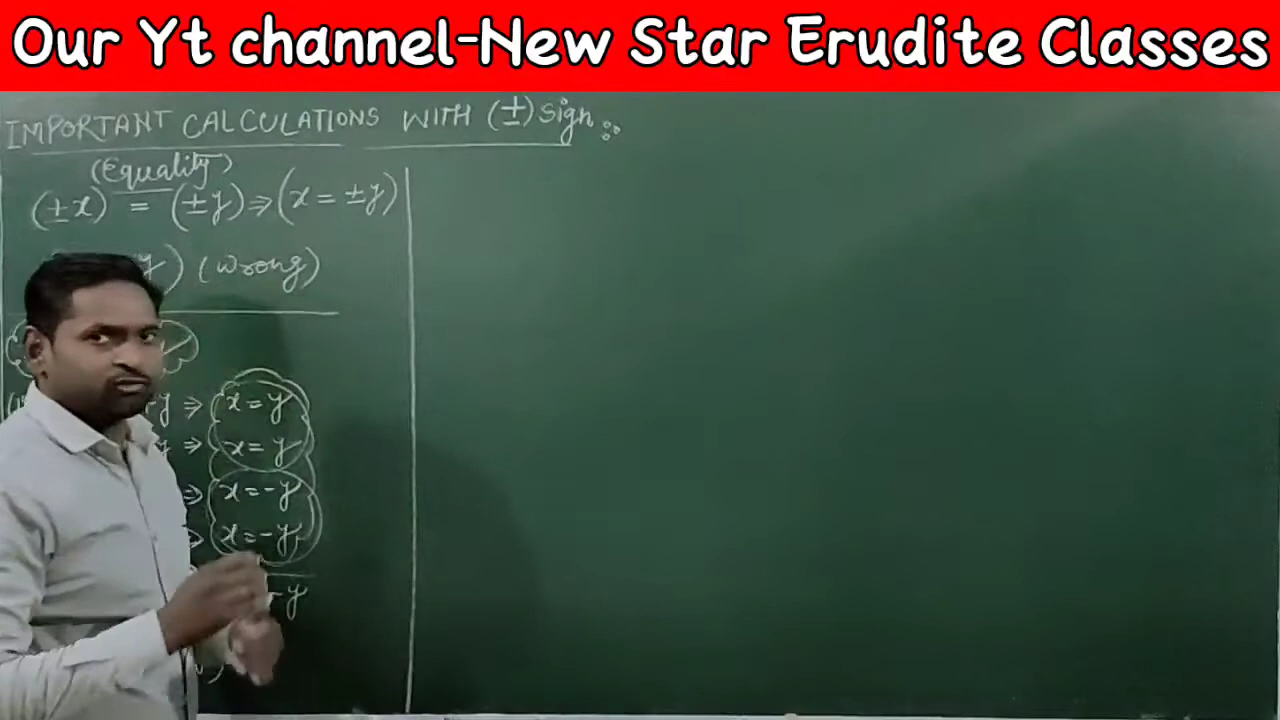 Our Yt channel-New Star Erudite Classes
IMPORTANT CALCULATIONS WITH (±) Sign
(Equality)
(±x) = (±y) ⇒ (x = ±y)
y) (wrong)
y ⇒ x = y
⇒ x = y
⇒ x = -y
⇒ x = -y
y